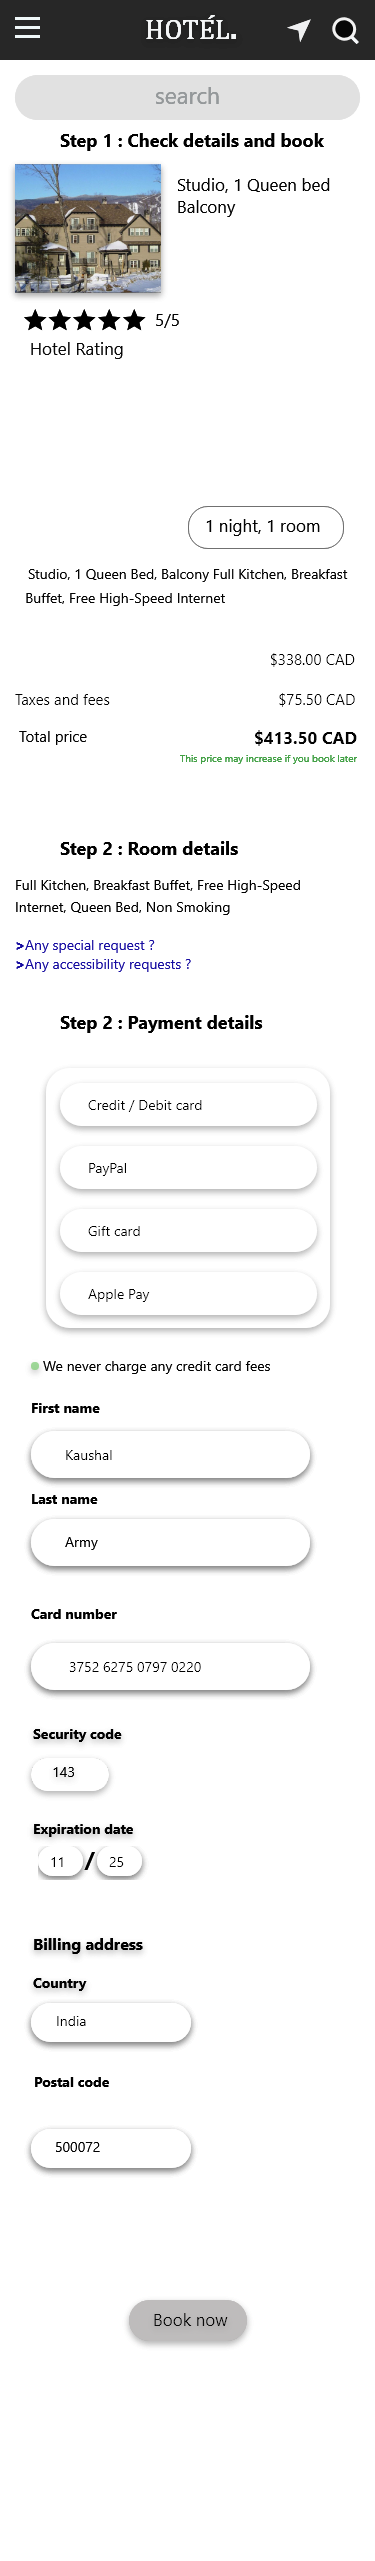 HOTÉL.
search
Step 1 : Check details and book
Studio, 1 Queen bed
Balcony
5/5
Hotel Rating
1 night, 1 room
Studio, 1 Queen Bed, Balcony Full Kitchen, Breakfast
Buffet, Free High-Speed Internet
$338.00 CAD
Taxes and fees $75.50 CAD
Total price $413.50 CAD
This price may increase if you book later
Step 2 : Room details
Full Kitchen, Breakfast Buffet, Free High-Speed
Internet, Queen Bed, Non Smoking
>Any special request ?
>Any accessibility requests ?
Step 2 : Payment details
Credit / Debit card
PayPal
Gift card
Apple Pay
We never charge any credit card fees
First name
Kaushal
Last name
Army
Card number
3752 6275 0797 0220
Security code
143
Expiration date
11 / 25
Billing address
Country
India
Postal code
500072
Book now